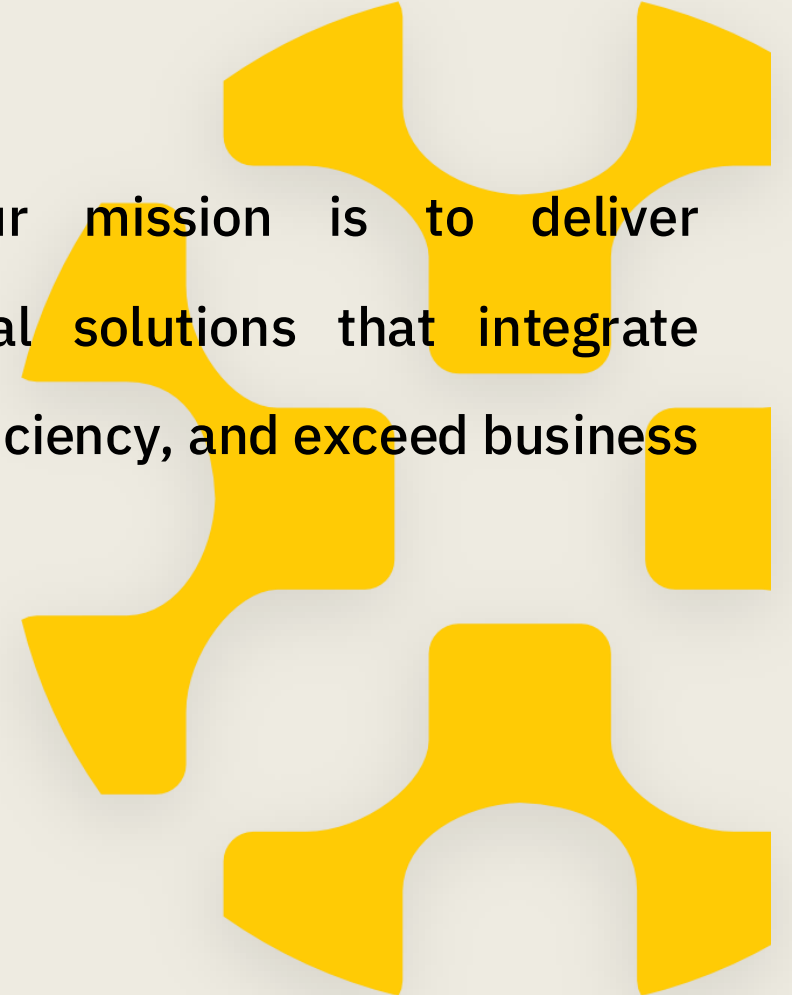 ur mission is to deliver
al solutions that integrate
ciency, and exceed business